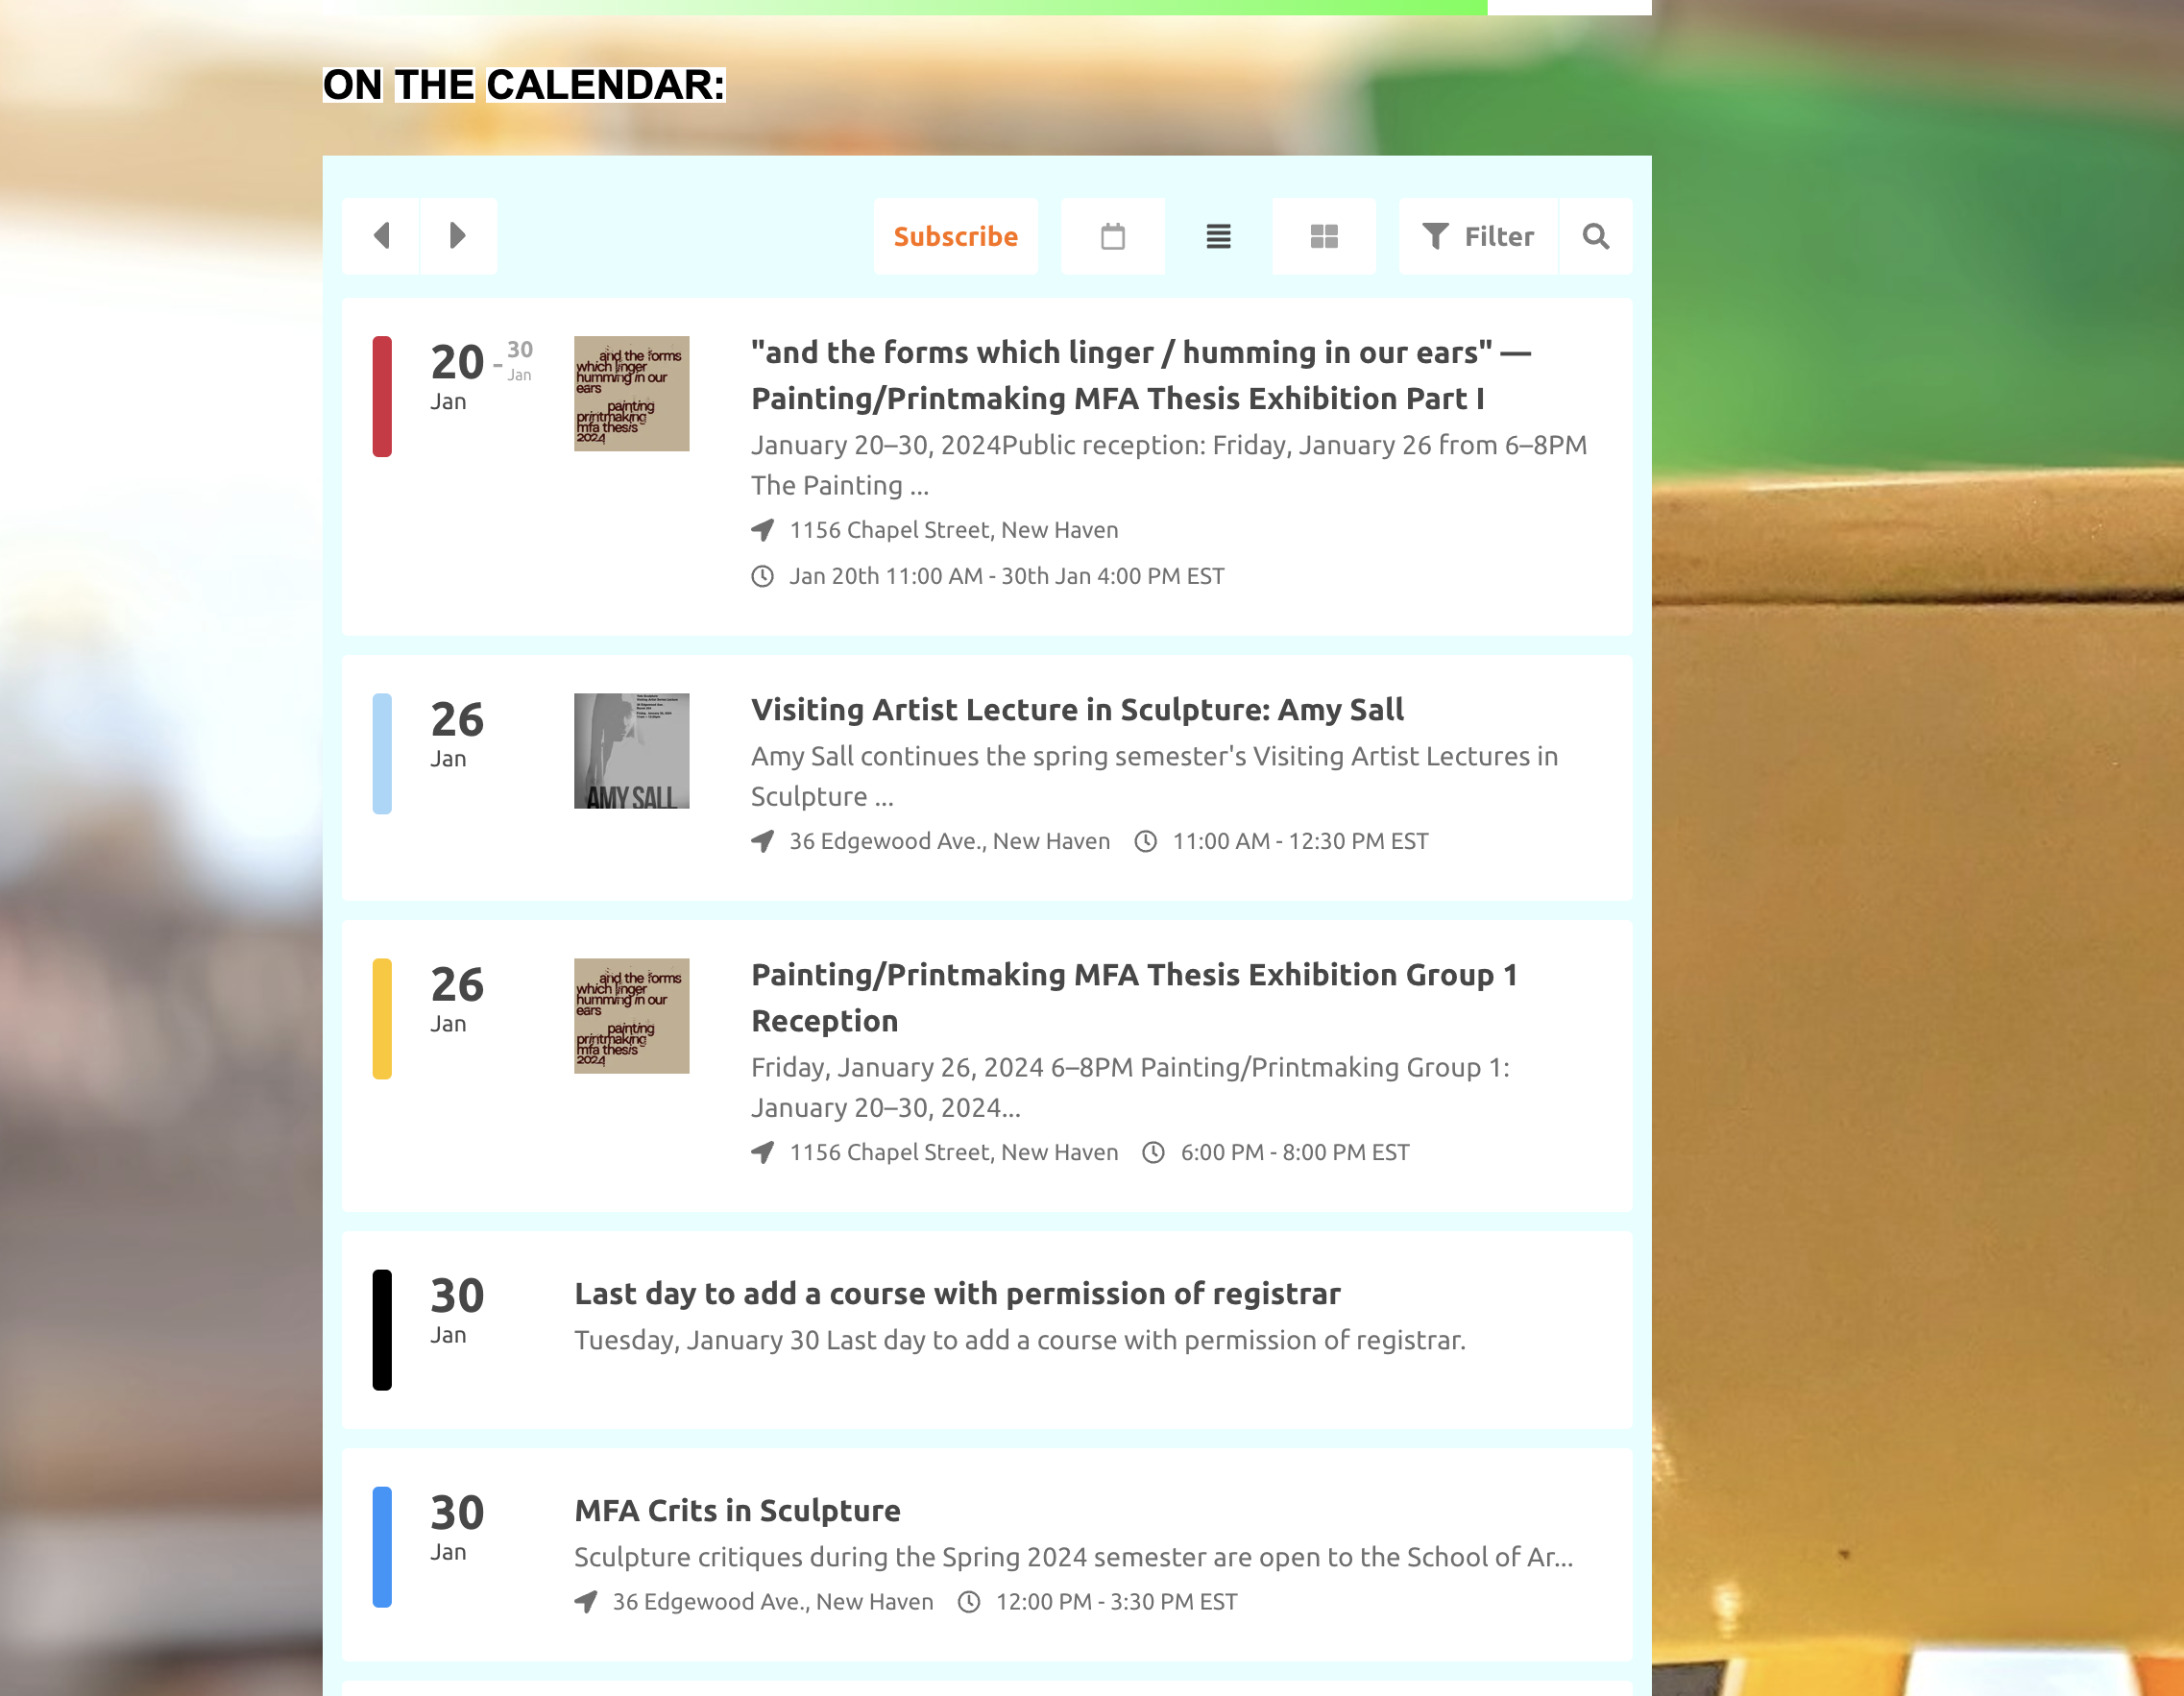 ON THE CALENDAR:
Subscribe
Filter
20 - 30
Jan Jan
and the forms
which linger
humming in our
ears
painting
printmaking
mfa thesis
2024
"and the forms which linger / humming in our ears" —
Painting/Printmaking MFA Thesis Exhibition Part I
January 20–30, 2024Public reception: Friday, January 26 from 6–8PM
The Painting ...
1156 Chapel Street, New Haven
Jan 20th 11:00 AM - 30th Jan 4:00 PM EST
26
Jan
AMY SALL
Visiting Artist Lecture in Sculpture: Amy Sall
Amy Sall continues the spring semester's Visiting Artist Lectures in
Sculpture ...
36 Edgewood Ave., New Haven 11:00 AM - 12:30 PM EST
26
Jan
and the forms
which linger
humming in our
ears
painting
printmaking
mfa thesis
2024
Painting/Printmaking MFA Thesis Exhibition Group 1
Reception
Friday, January 26, 2024 6–8PM Painting/Printmaking Group 1:
January 20–30, 2024...
1156 Chapel Street, New Haven 6:00 PM - 8:00 PM EST
30
Jan
Last day to add a course with permission of registrar
Tuesday, January 30 Last day to add a course with permission of registrar.
30
Jan
MFA Crits in Sculpture
Sculpture critiques during the Spring 2024 semester are open to the School of Ar...
36 Edgewood Ave., New Haven 12:00 PM - 3:30 PM EST